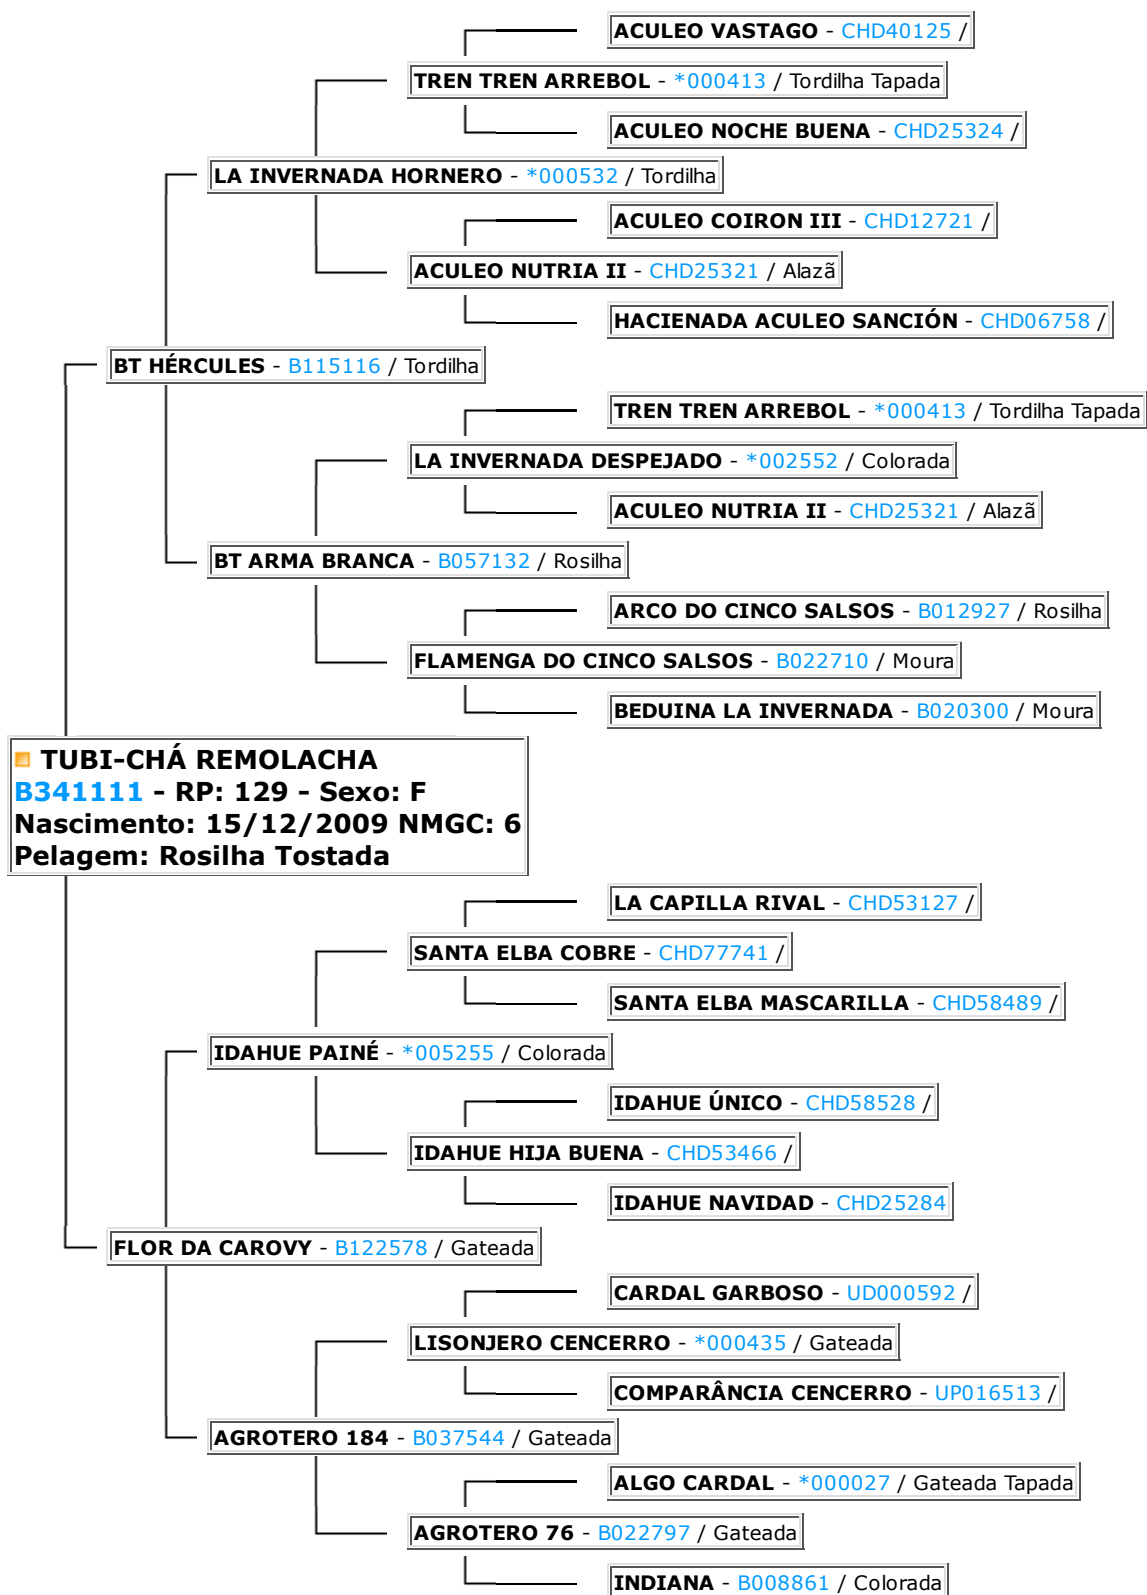 ACULEO VASTAGO - CHD40125 /
TREN TREN ARREBOL - *000413 / Tordilha Tapada
ACULEO NOCHE BUENA - CHD25324 /
LA INVERNADA HORNERO - *000532 / Tordilha
ACULEO COIRON III - CHD12721 /
ACULEO NUTRIA II - CHD25321 / Alazã
HACIENADA ACULEO SANCIÓN - CHD06758 /
BT HÉRCULES - B115116 / Tordilha
TREN TREN ARREBOL - *000413 / Tordilha Tapada
LA INVERNADA DESPEJADO - *002552 / Colorada
ACULEO NUTRIA II - CHD25321 / Alazã
BT ARMA BRANCA - B057132 / Rosilha
ARCO DO CINCO SALSOS - B012927 / Rosilha
FLAMENGA DO CINCO SALSOS - B022710 / Moura
BEDUINA LA INVERNADA - B020300 / Moura
TUBI-CHÁ REMOLACHA
B341111 - RP: 129 - Sexo: F
Nascimento: 15/12/2009 NMGC: 6
Pelagem: Rosilha Tostada
LA CAPILLA RIVAL - CHD53127 /
SANTA ELBA COBRE - CHD77741 /
SANTA ELBA MASCARILLA - CHD58489 /
IDAHUE PAINÉ - *005255 / Colorada
IDAHUE ÚNICO - CHD58528 /
IDAHUE HIJA BUENA - CHD53466 /
IDAHUE NAVIDAD - CHD25284
FLOR DA CAROVY - B122578 / Gateada
CARDAL GARBOSO - UD000592 /
LISONJERO CENCERRO - *000435 / Gateada
COMPARÂNCIA CENCERRO - UP016513 /
AGROTERO 184 - B037544 / Gateada
ALGO CARDAL - *000027 / Gateada Tapada
AGROTERO 76 - B022797 / Gateada
INDIANA - B008861 / Colorada